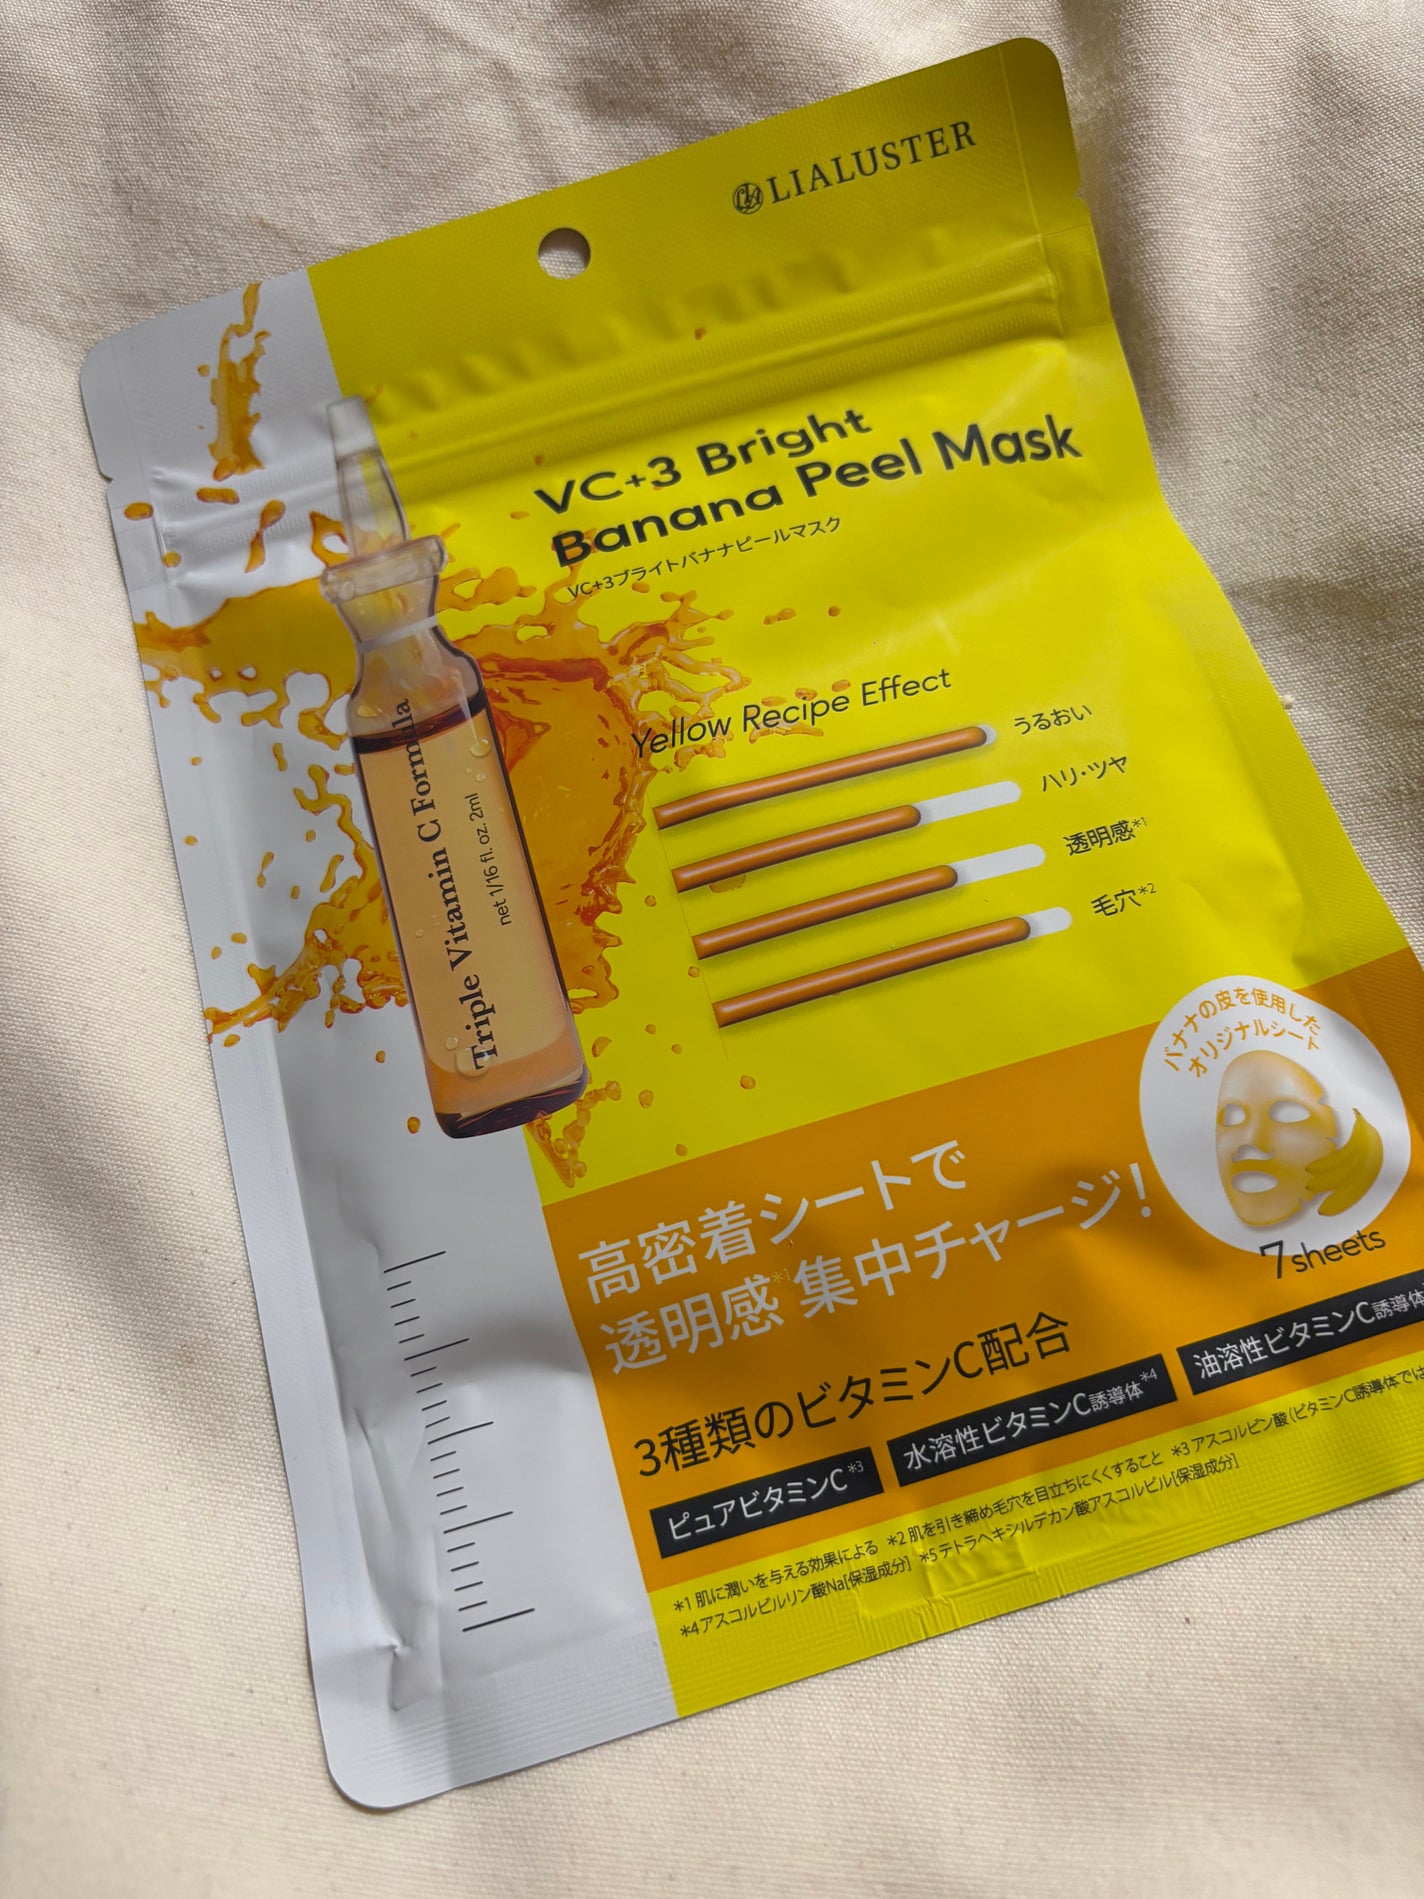 LIALUSTER
VC+3 Bright
Banana Peel Mask
VC+3ブライトバナナピールマスク
Triple Vitamin C Formula
net 1/16 fl. oz. 2ml
Yellow Recipe Effect
うるおい
ハリ・ツヤ
透明感*1
毛穴*2
バナナの皮を使用した
オリジナルシート
7sheets
高密着シートで
透明感*1集中チャージ!
3種類のビタミンC配合
ピュアビタミンC*3
水溶性ビタミンC誘導体*4
油溶性ビタミンC誘導体
*1 肌に潤いを与える効果による *2 肌を引き締め毛穴を目立ちにくくすること *3 アスコルビン酸(ビタミンC誘導体では
*4 アスコルビルリン酸Na[保湿成分] *5 テトラヘキシルデカン酸アスコルビル[保湿成分]